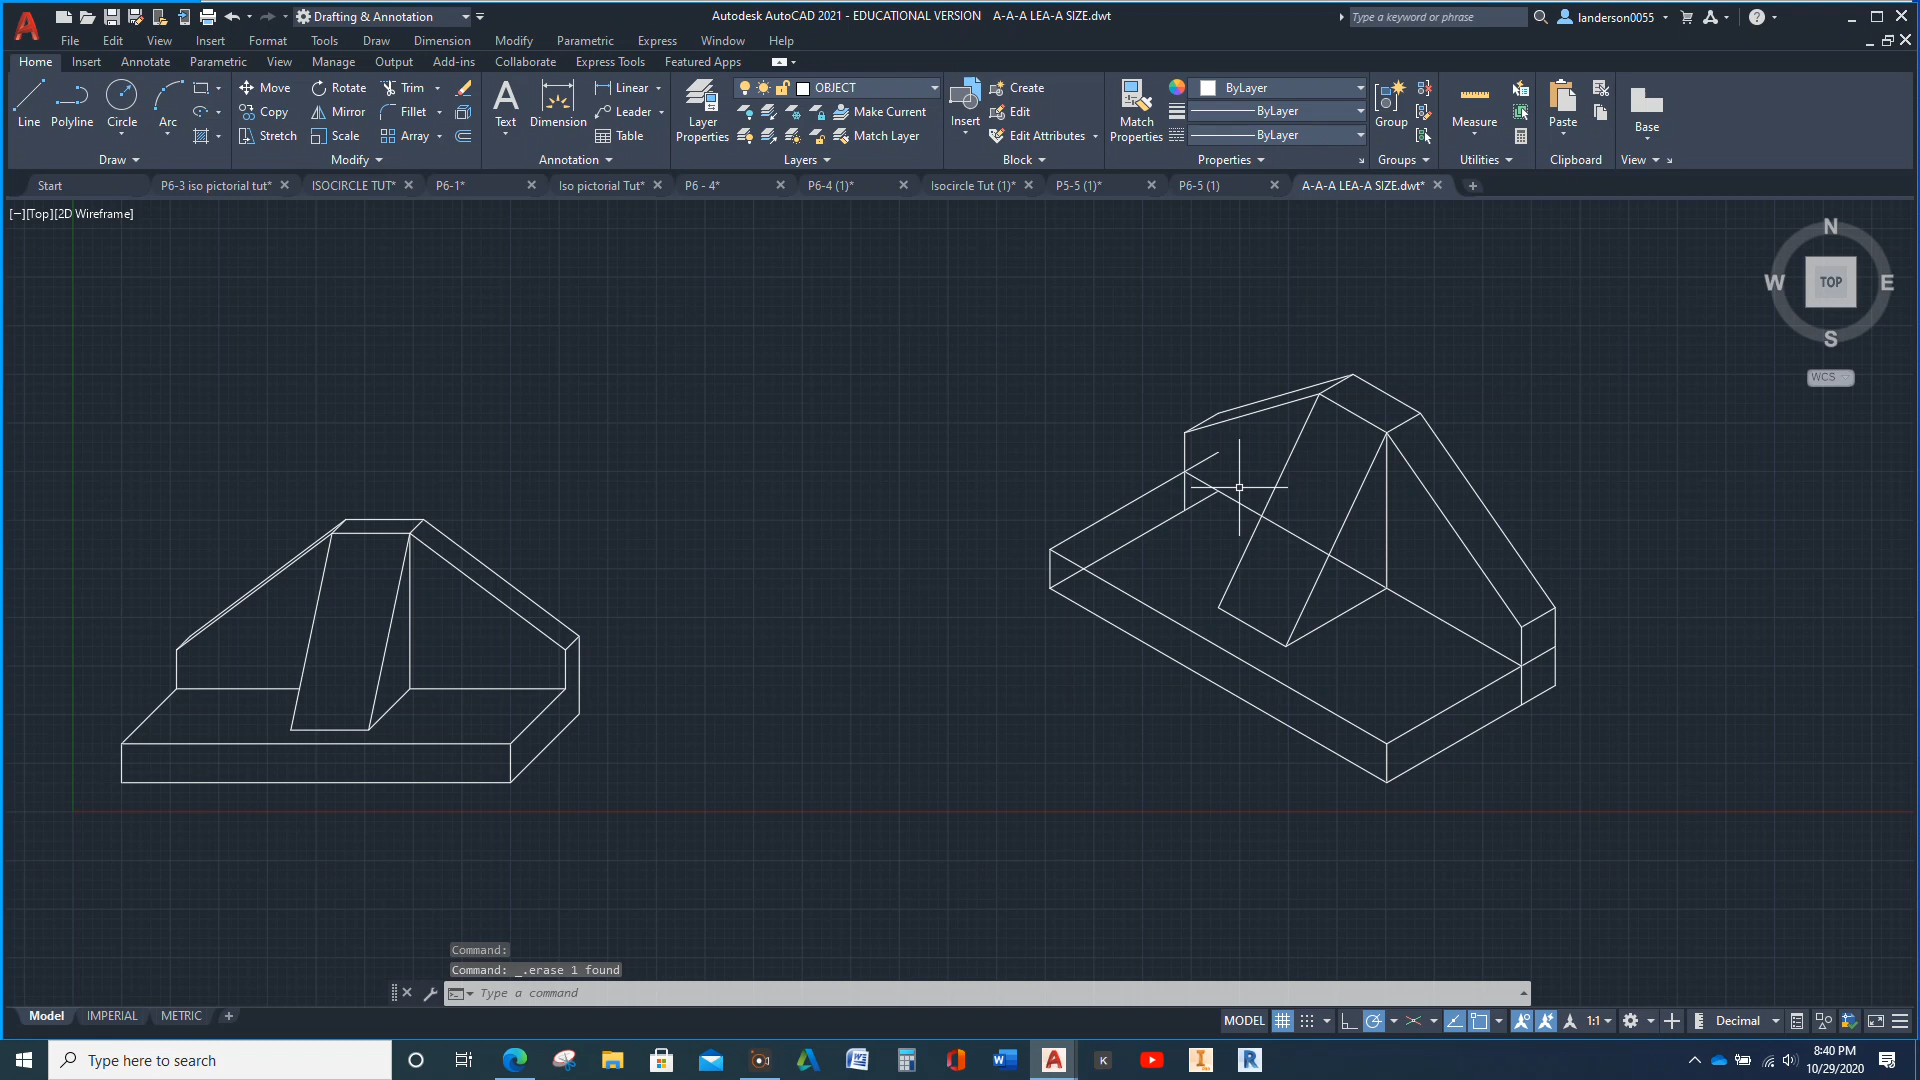 Drafting & Annotation
Autodesk AutoCAD 2021 - EDUCATIONAL VERSION A-A-A LEA-A SIZE.dwt
Type a keyword or phrase
landerson0055
File Edit View Insert Format Tools Draw Dimension Modify Parametric Express Window Help
Home Insert Annotate Parametric View Manage Output Add-ins Collaborate Express Tools Featured Apps
Line Polyline Circle Arc
Move Rotate Trim
Copy Mirror Fillet
Stretch Scale Array
Text Dimension
Linear
Leader
Table
Layer Properties
OBJECT
Make Current
Match Layer
Insert
Create
Edit
Edit Attributes
Match Properties
ByLayer
ByLayer
ByLayer
Group
Measure
Paste
Base
Draw Modify Annotation Layers Block Properties Groups Utilities Clipboard View
Start P6-3 iso pictorial tut* ISOCIRCLE TUT* P6-1* Iso pictorial Tut* P6 - 4* P6-4 (1)* Isocircle Tut (1)* P5-5 (1)* P6-5 (1) A-A-A LEA-A SIZE.dwt*
[−][Top][2D Wireframe]
N
W TOP E
S
WCS
Command:
Command: _.erase 1 found
Type a command
Model IMPERIAL METRIC
MODEL 1:1 Decimal
Type here to search
8:40 PM
10/29/2020